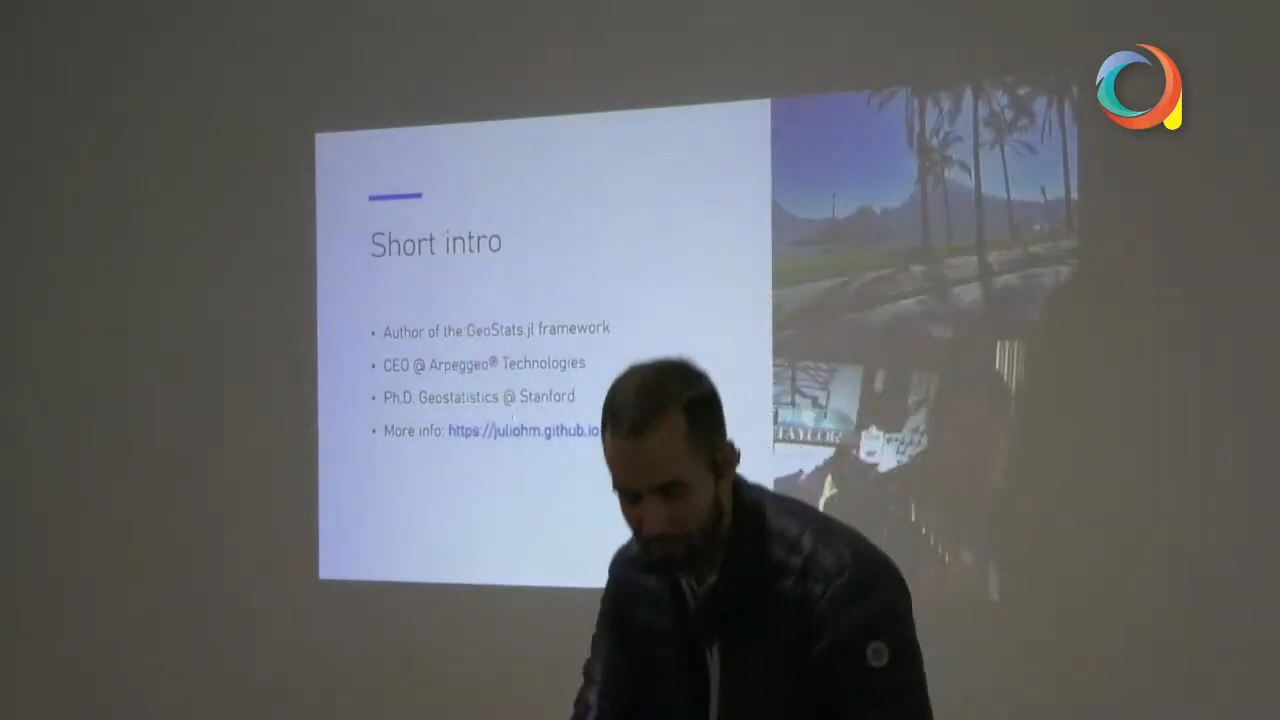 Short intro
• Author of the GeoStats.jl framework
• CEO @ Arpeggeo® Technologies
• Ph.D. Geostatistics @ Stanford
• More info: https://juliohm.github.io
TAYLOR